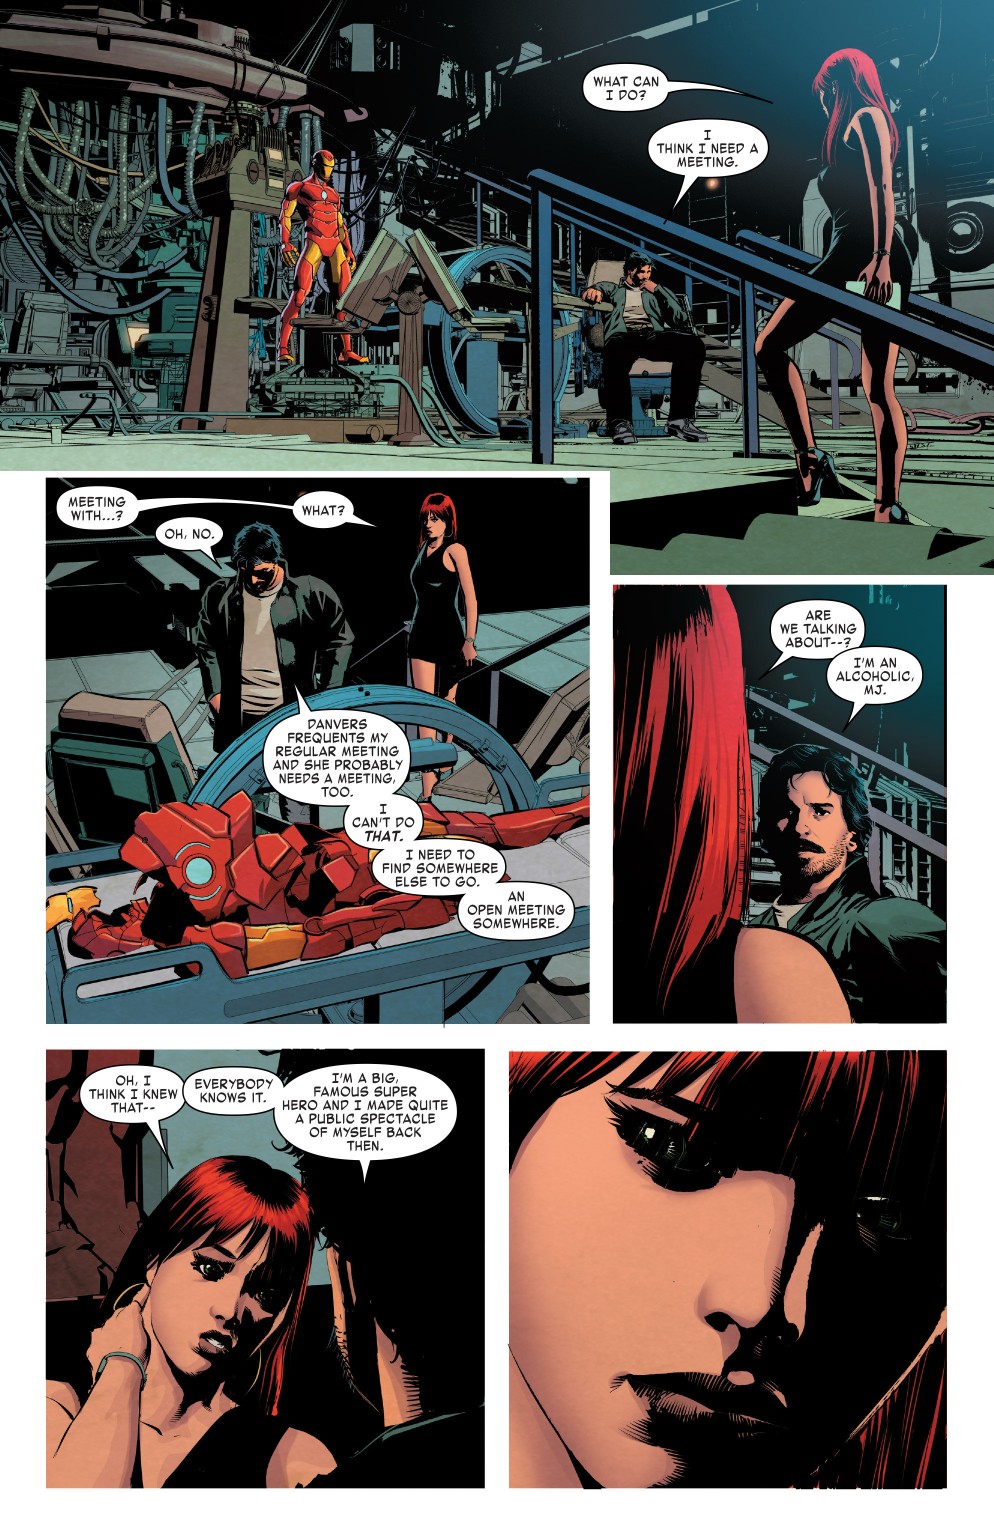 WHAT CAN
I DO?
I
THINK I NEED A
MEETING.
MEETING
WITH...?
WHAT?
OH, NO.
DANVERS
FREQUENTS MY
REGULAR MEETING
AND SHE PROBABLY
NEEDS A MEETING,
TOO.
I
CAN'T DO
THAT.
I NEED TO
FIND SOMEWHERE
ELSE TO GO.
AN
OPEN MEETING
SOMEWHERE.
ARE
WE TALKING
ABOUT--?
I'M AN
ALCOHOLIC,
MJ.
OH, I
THINK I KNEW
THAT--
EVERYBODY
KNOWS IT.
I'M A BIG,
FAMOUS SUPER
HERO AND I MADE QUITE
A PUBLIC SPECTACLE
OF MYSELF BACK
THEN.